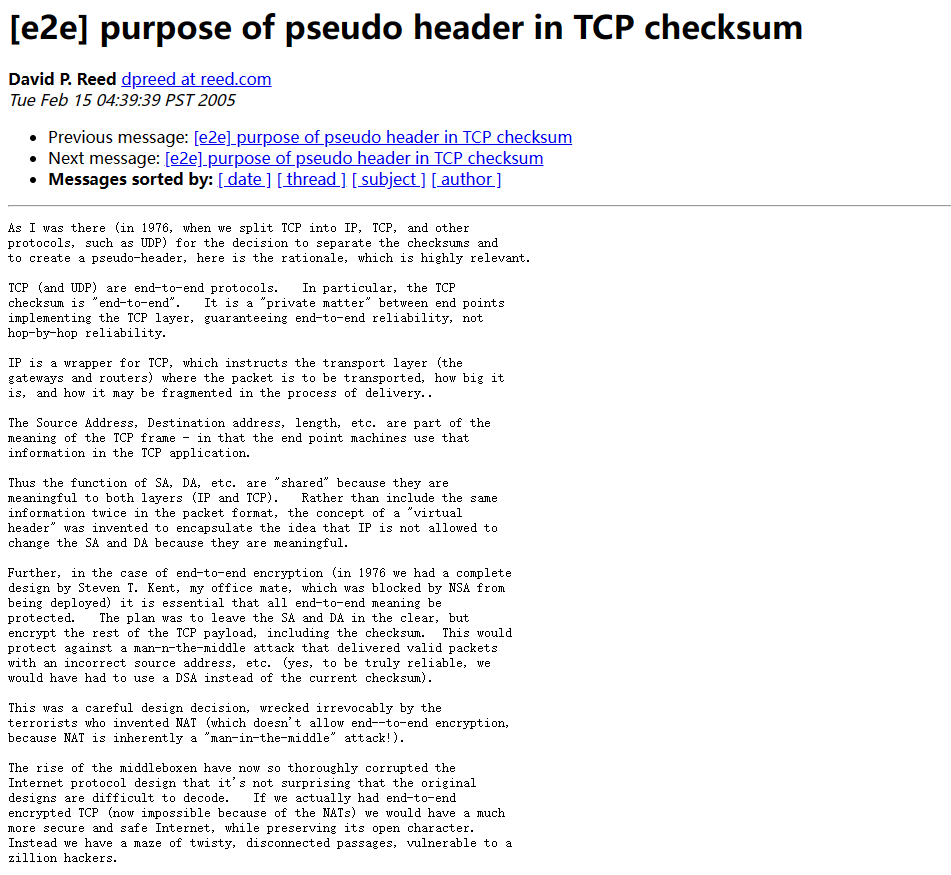 [e2e] purpose of pseudo header in TCP checksum
David P. Reed dpreed at reed.com
Tue Feb 15 04:39:39 PST 2005
• Previous message: [e2e] purpose of pseudo header in TCP checksum
• Next message: [e2e] purpose of pseudo header in TCP checksum
• Messages sorted by: [ date ] [ thread ] [ subject ] [ author ]
As I was there (in 1976, when we split TCP into IP, TCP, and other
protocols, such as UDP) for the decision to separate the checksums and
to create a pseudo-header, here is the rationale, which is highly relevant.
TCP (and UDP) are end-to-end protocols.   In particular, the TCP
checksum is "end-to-end".   It is a "private matter" between end points
implementing the TCP layer, guaranteeing end-to-end reliability, not
hop-by-hop reliability.
IP is a wrapper for TCP, which instructs the transport layer (the
gateways and routers) where the packet is to be transported, how big it
is, and how it may be fragmented in the process of delivery..
The Source Address, Destination address, length, etc. are part of the
meaning of the TCP frame - in that the end point machines use that
information in the TCP application.
Thus the function of SA, DA, etc. are "shared" because they are
meaningful to both layers (IP and TCP).   Rather than include the same
information twice in the packet format, the concept of a "virtual
header" was invented to encapsulate the idea that IP is not allowed to
change the SA and DA because they are meaningful.
Further, in the case of end-to-end encryption (in 1976 we had a complete
design by Steven T. Kent, my office mate, which was blocked by NSA from
being deployed) it is essential that all end-to-end meaning be
protected.   The plan was to leave the SA and DA in the clear, but
encrypt the rest of the TCP payload, including the checksum.  This would
protect against a man-n-the-middle attack that delivered valid packets
with an incorrect source address, etc. (yes, to be truly reliable, we
would have had to use a DSA instead of the current checksum).
This was a careful design decision, wrecked irrevocably by the
terrorists who invented NAT (which doesn't allow end--to-end encryption,
because NAT is inherently a "man-in-the-middle" attack!).
The rise of the middleboxen have now so thoroughly corrupted the
Internet protocol design that it's not surprising that the original
designs are difficult to decode.   If we actually had end-to-end
encrypted TCP (now impossible because of the NATs) we would have a much
more secure and safe Internet, while preserving its open character.
Instead we have a maze of twisty, disconnected passages, vulnerable to a
zillion hackers.